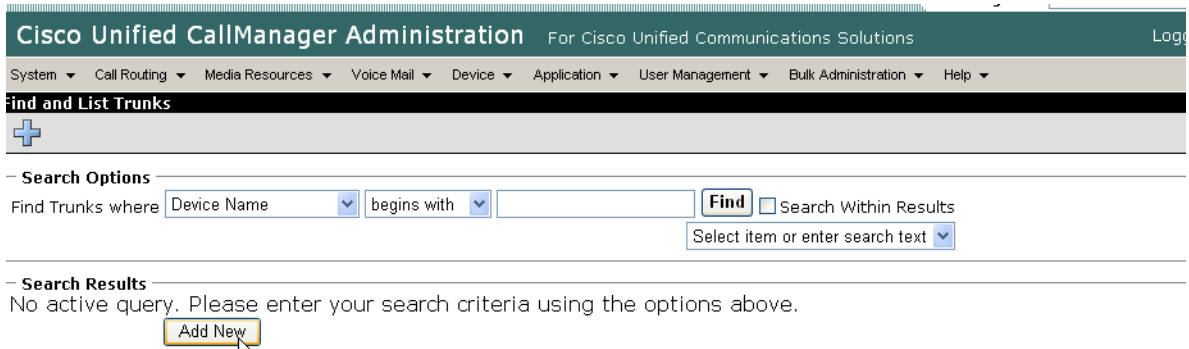 Cisco Unified CallManager Administration For Cisco Unified Communications Solutions
System Call Routing Media Resources Voice Mail Device Application User Management Bulk Administration Help
Find and List Trunks
Search Options
Find Trunks where Device Name begins with Find Search Within Results
Select item or enter search text
Search Results
No active query. Please enter your search criteria using the options above.
Add New